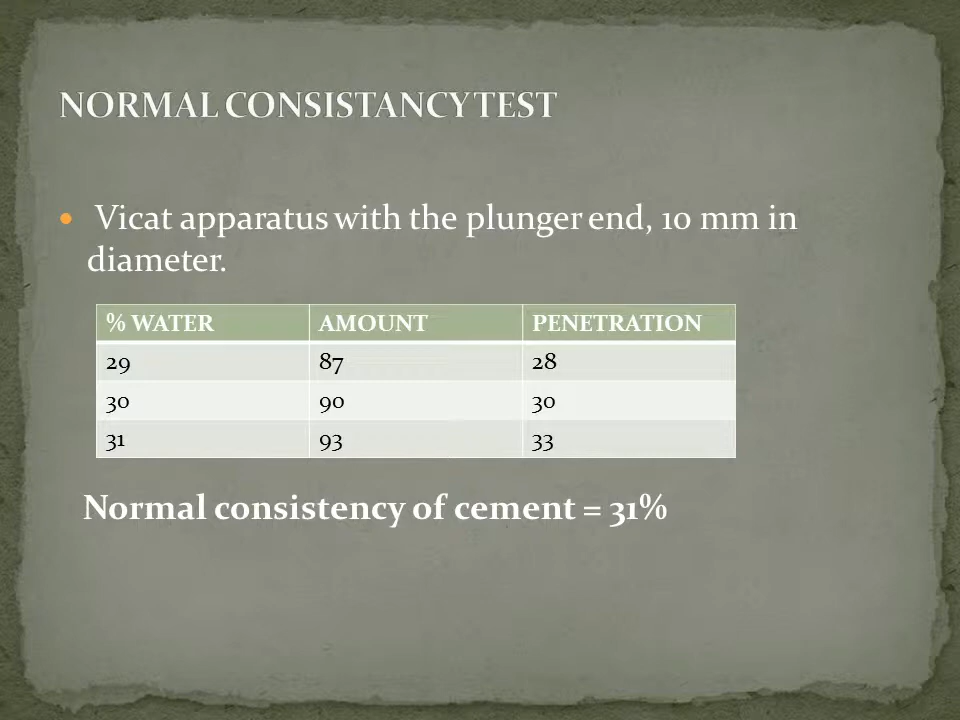 NORMAL CONSISTANCY TEST
• Vicat apparatus with the plunger end, 10 mm in
diameter.
% WATER AMOUNT PENETRATION
29 87 28
30 90 30
31 93 33
Normal consistency of cement = 31%